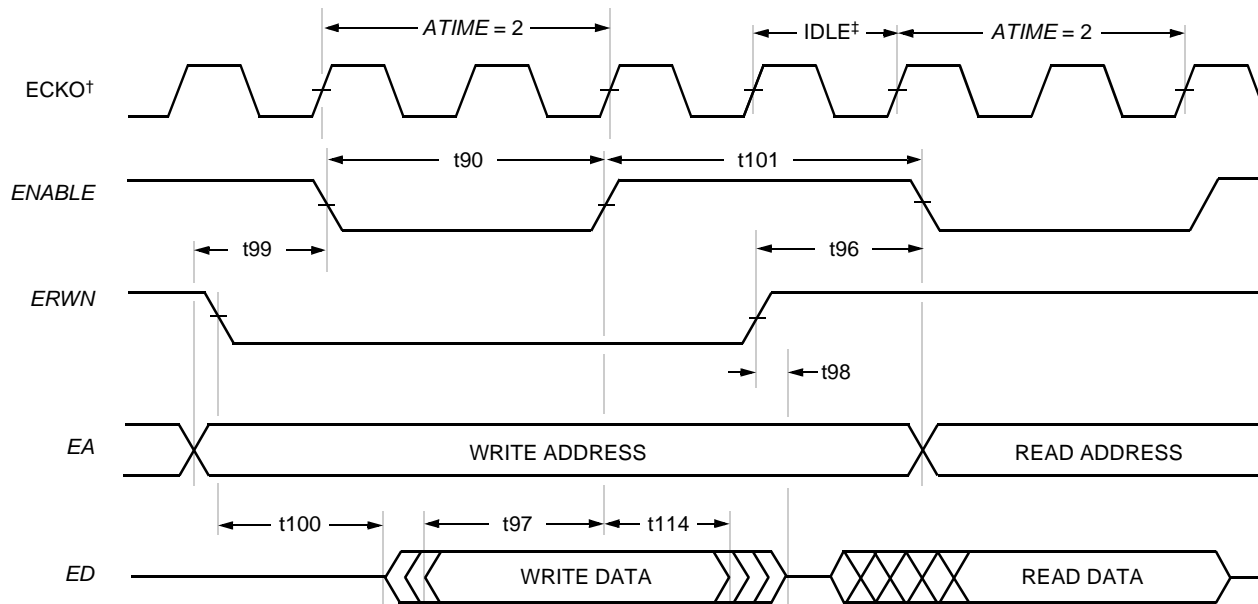 ATIME = 2 IDLE‡ ATIME = 2
ECKO†
t90 t101
ENABLE
t99 t96
ERWN
t98
EA WRITE ADDRESS READ ADDRESS
t100 t97 t114
ED WRITE DATA READ DATA